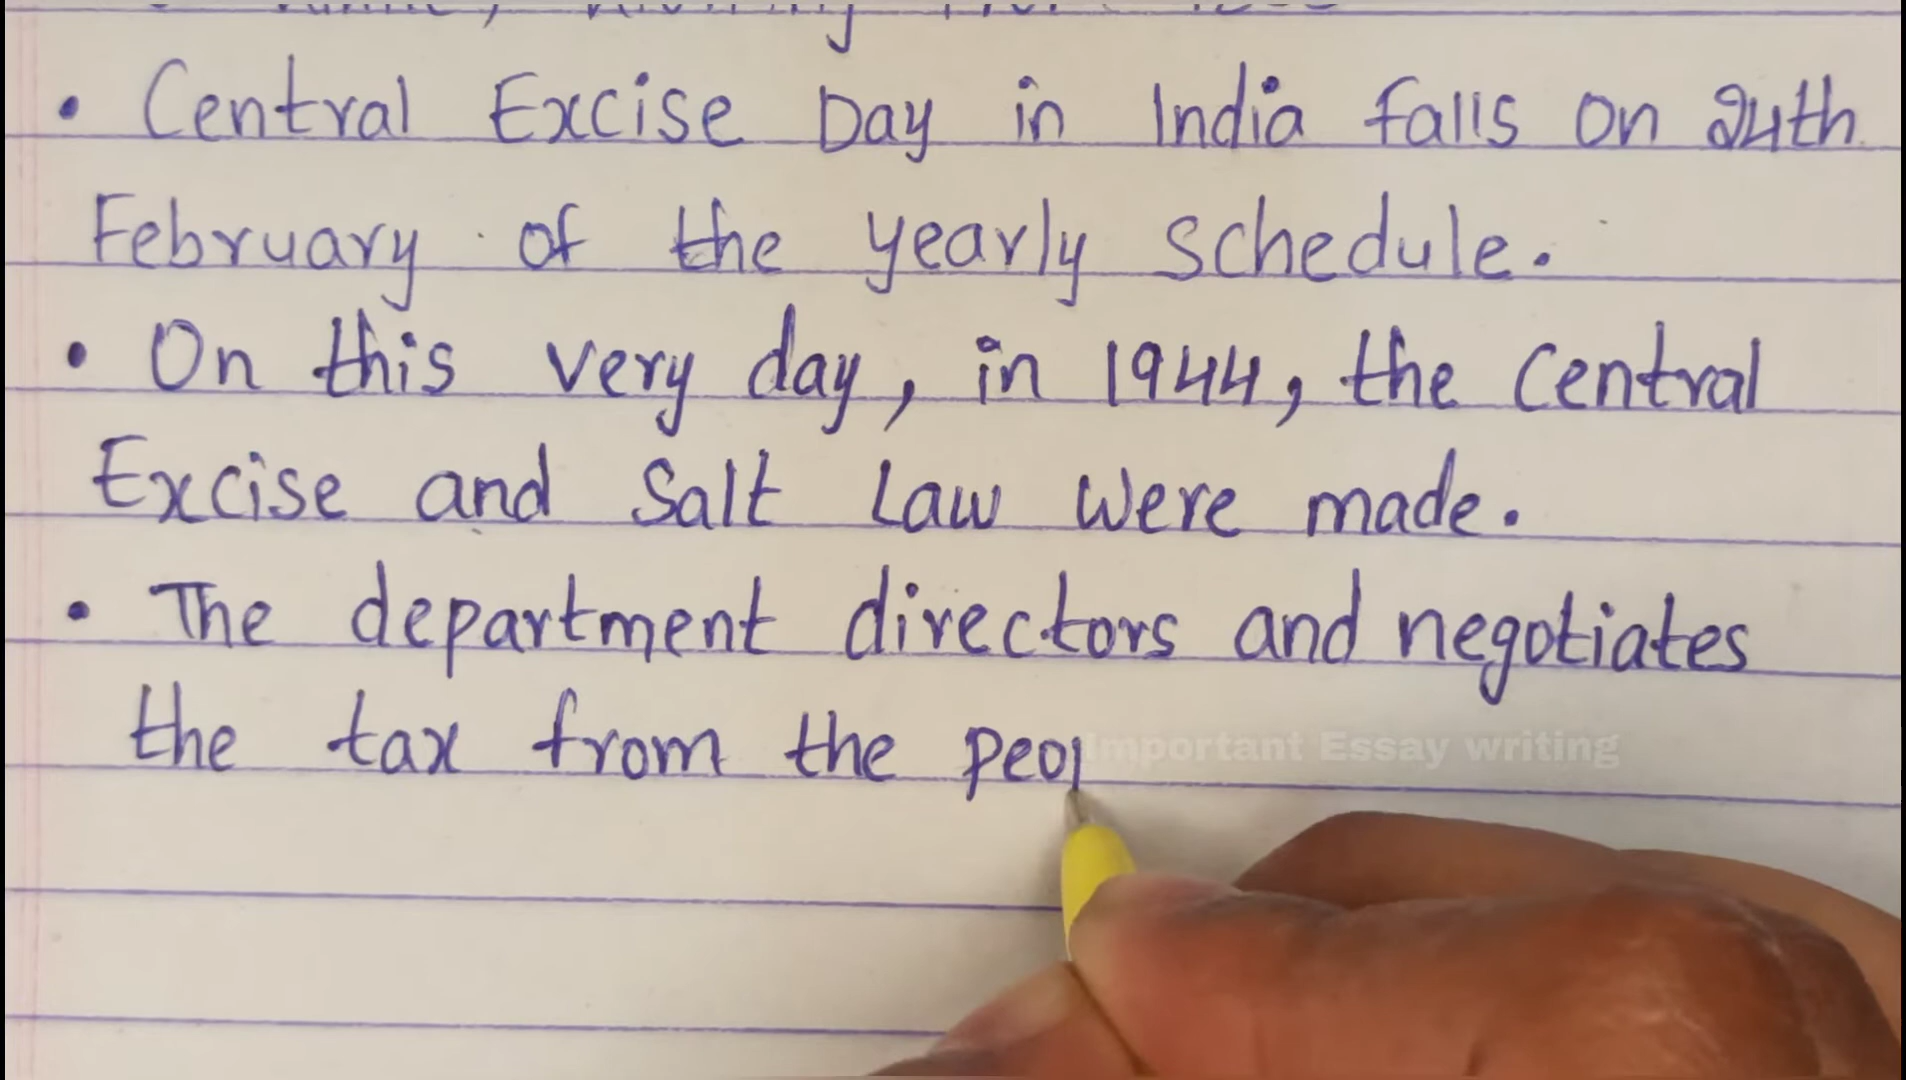 • Central Excise Day in India falls on 24th
February of the yearly schedule.
• On this very day, in 1944, the Central
Excise and Salt Law were made.
• The department directors and negotiates
the tax from the peop
Important Essay writing